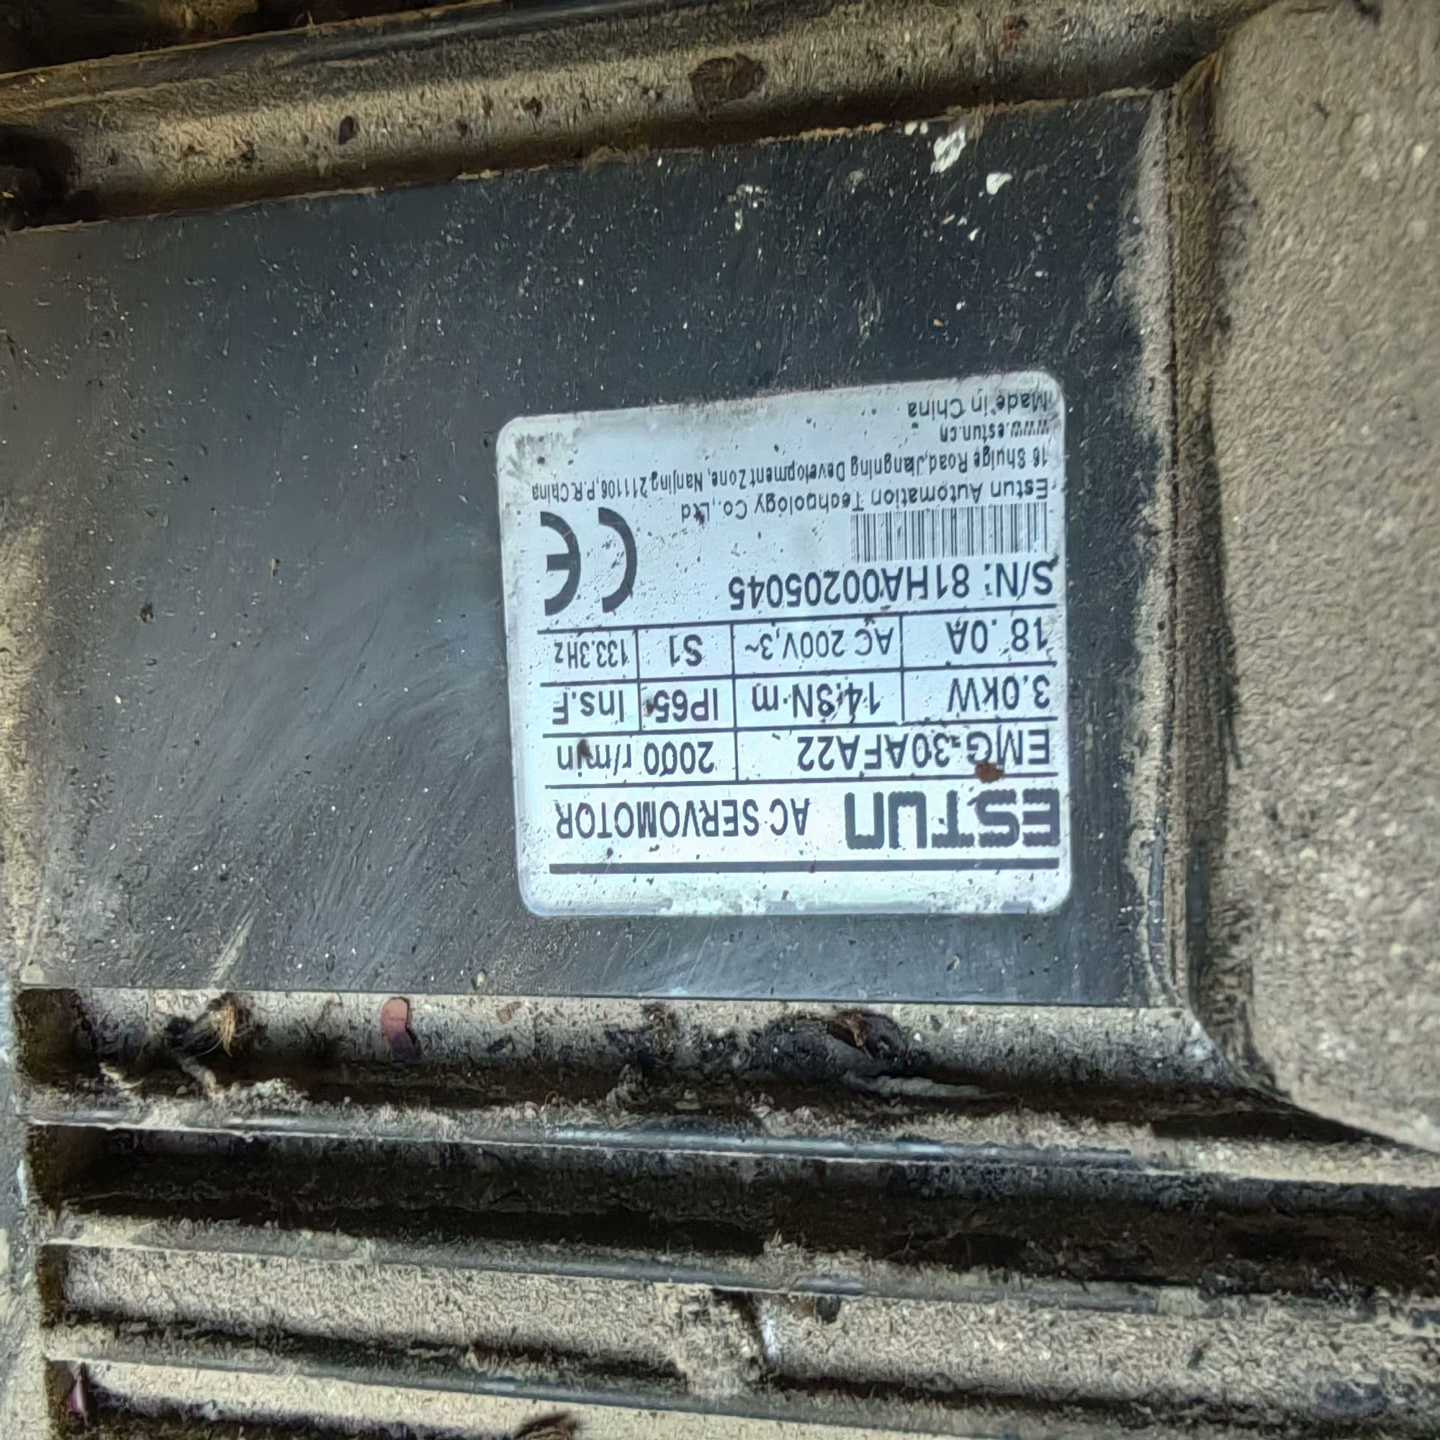 ESTUN AC SERVOMOTOR
EMG-30AFA22 2000 r/min
3.0kW 14.3N·m IP65 Ins.F
18.0A AC 200V,3~ S1 133.3Hz
S/N: 81HA00205045
CE
Estun Automation Technology Co.,Ltd
16 Shuige Road,Jiangning Development Zone, Nanjing 211106,P.R.China
www.estun.cn
Made in China